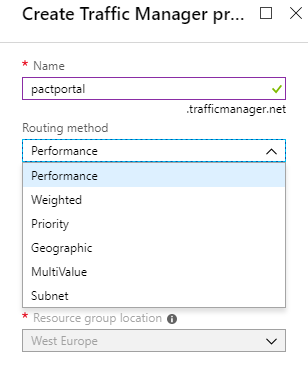 Create Traffic Manager pr...
* Name
pactportal
.trafficmanager.net
Routing method
Performance
Performance
Weighted
Priority
Geographic
MultiValue
Subnet
* Resource group location
West Europe